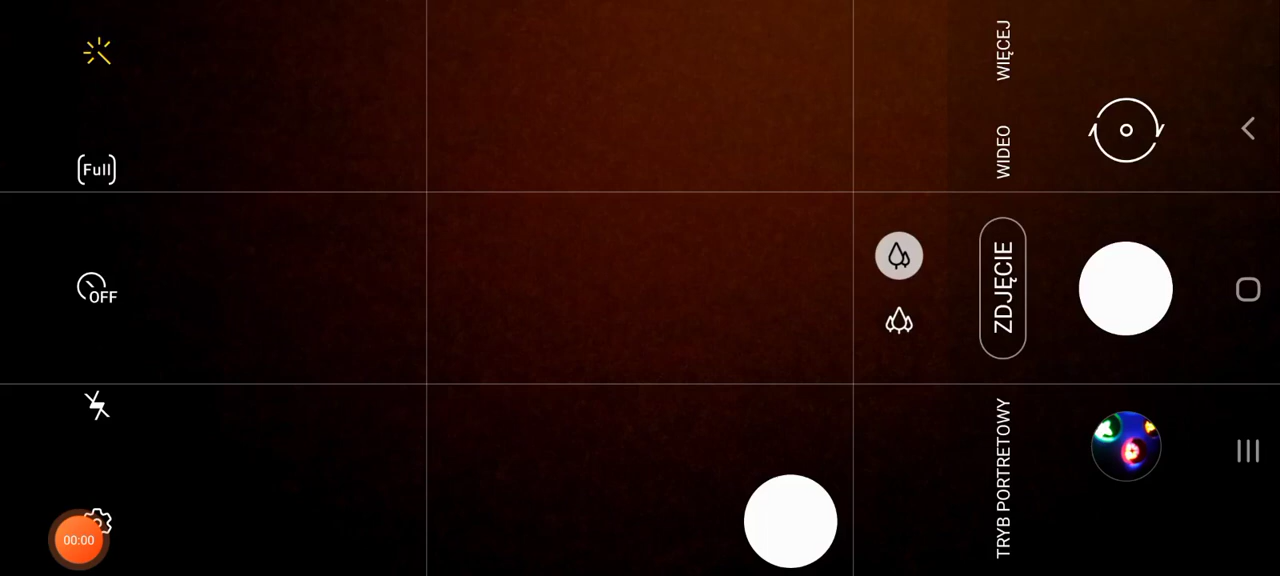 Full
OFF
00:00
WIĘCEJ
WIDEO
ZDJĘCIE
TRYB PORTRETOWY